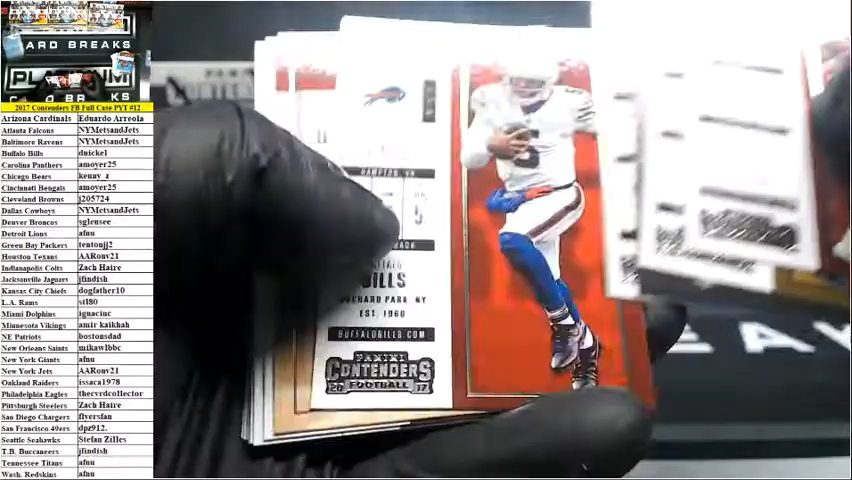 ARD BREAKS
PLATINUM
CARD BREAKS
2017 Contenders FB Full Case PYT #12
Arizona Cardinals Eduardo Arreola
Atlanta Falcons NYMetsandJets
Baltimore Ravens NYMetsandJets
Buffalo Bills dnickel
Carolina Panthers amoyer25
Chicago Bears kenny_z
Cincinnati Bengals amoyer25
Cleveland Browns j205724
Dallas Cowboys NYMetsandJets
Denver Broncos sglensee
Detroit Lions afnu
Green Bay Packers tentonjj2
Houston Texans AARonv21
Indianapolis Colts Zach Haire
Jacksonville Jaguars jfindish
Kansas City Chiefs dogfather10
L.A. Rams stl80
Miami Dolphins ignacinc
Minnesota Vikings amir kaikhah
NE Patriots bostonsdad
New Orleans Saints mikawlbbc
New York Giants afnu
New York Jets AARonv21
Oakland Raiders issaca1978
Philadelphia Eagles thecvrdcollector
Pittsburgh Steelers Zach Haire
San Diego Chargers flyersfan
San Francisco 49ers dpz912.
Seattle Seahawks Stefan Zilles
T.B. Buccaneers jfindish
Tennessee Titans afnu
Wash. Redskins afnu
HAMPTON, VA
BILLS
ORCHARD PARK NY
EST. 1960
BUFFALOBILLS.COM
PANINI
CONTENDERS
20 FOOTBALL 17
5